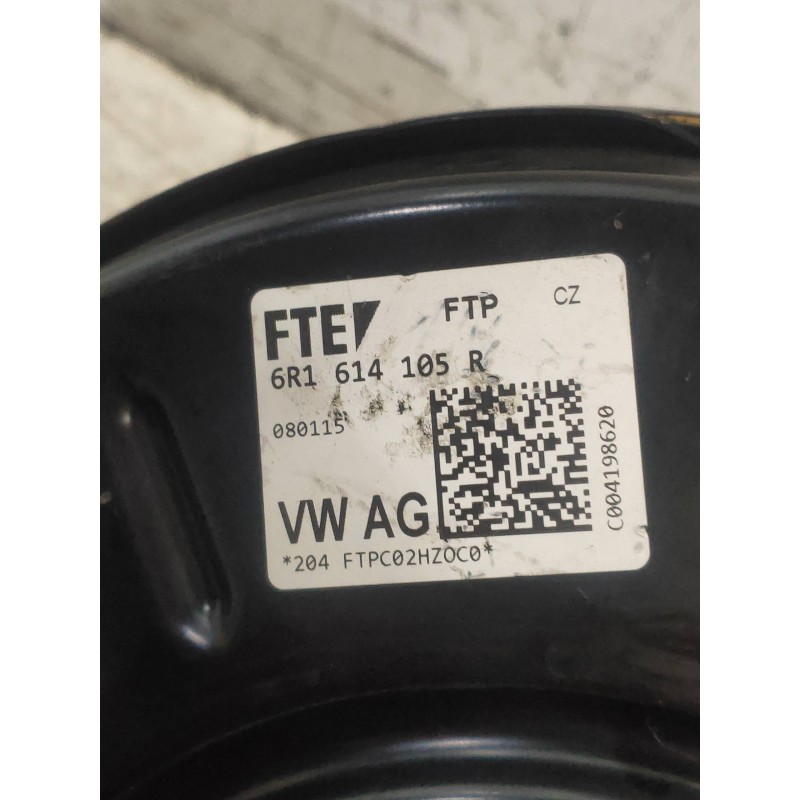 FTE FTP CZ
6R1 614 105 R
080115
VW AG
*204 FTPC02HZOC0*
C004198620